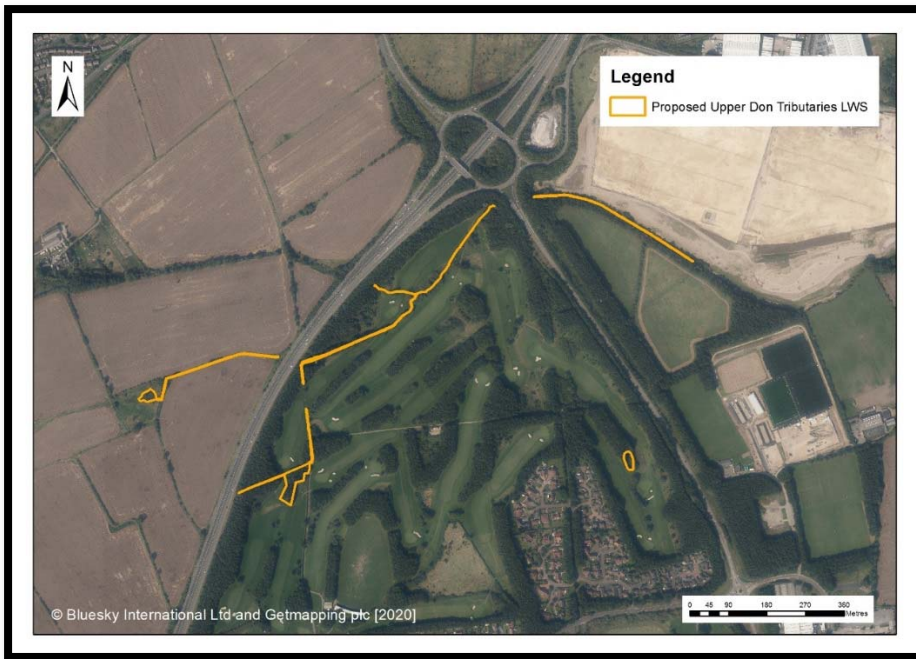 N
Legend
Proposed Upper Don Tributaries LWS
© Bluesky International Ltd and Getmapping plc [2020]
0 45 90 180 270 360
Metres